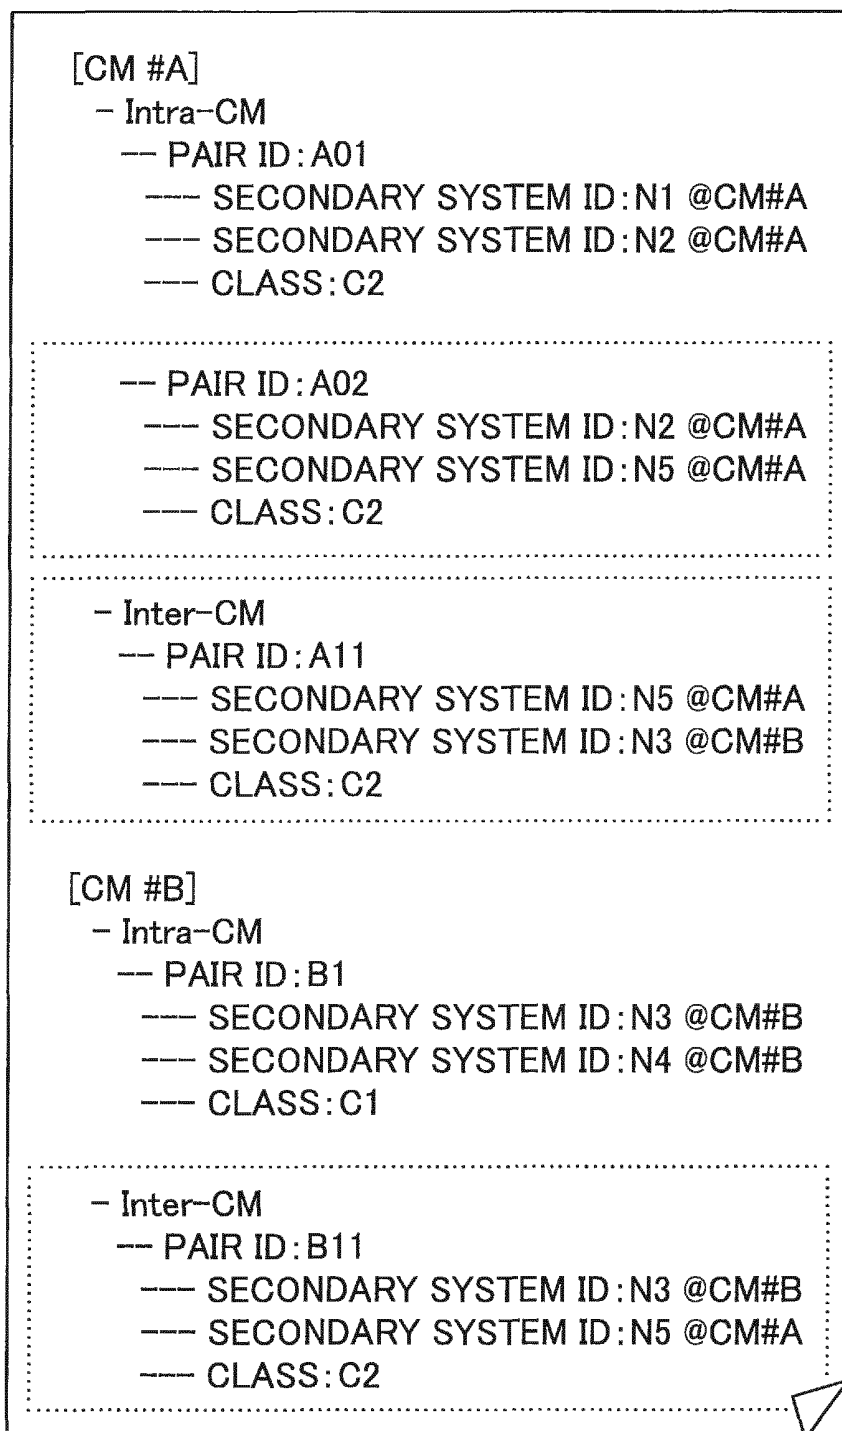 [CM #A]
- Intra-CM
-- PAIR ID:A01
--- SECONDARY SYSTEM ID:N1 @CM#A
--- SECONDARY SYSTEM ID:N2 @CM#A
--- CLASS:C2
-- PAIR ID:A02
--- SECONDARY SYSTEM ID:N2 @CM#A
--- SECONDARY SYSTEM ID:N5 @CM#A
--- CLASS:C2
- Inter-CM
-- PAIR ID:A11
--- SECONDARY SYSTEM ID:N5 @CM#A
--- SECONDARY SYSTEM ID:N3 @CM#B
--- CLASS:C2
[CM #B]
- Intra-CM
-- PAIR ID:B1
--- SECONDARY SYSTEM ID:N3 @CM#B
--- SECONDARY SYSTEM ID:N4 @CM#B
--- CLASS:C1
- Inter-CM
-- PAIR ID:B11
--- SECONDARY SYSTEM ID:N3 @CM#B
--- SECONDARY SYSTEM ID:N5 @CM#A
--- CLASS:C2